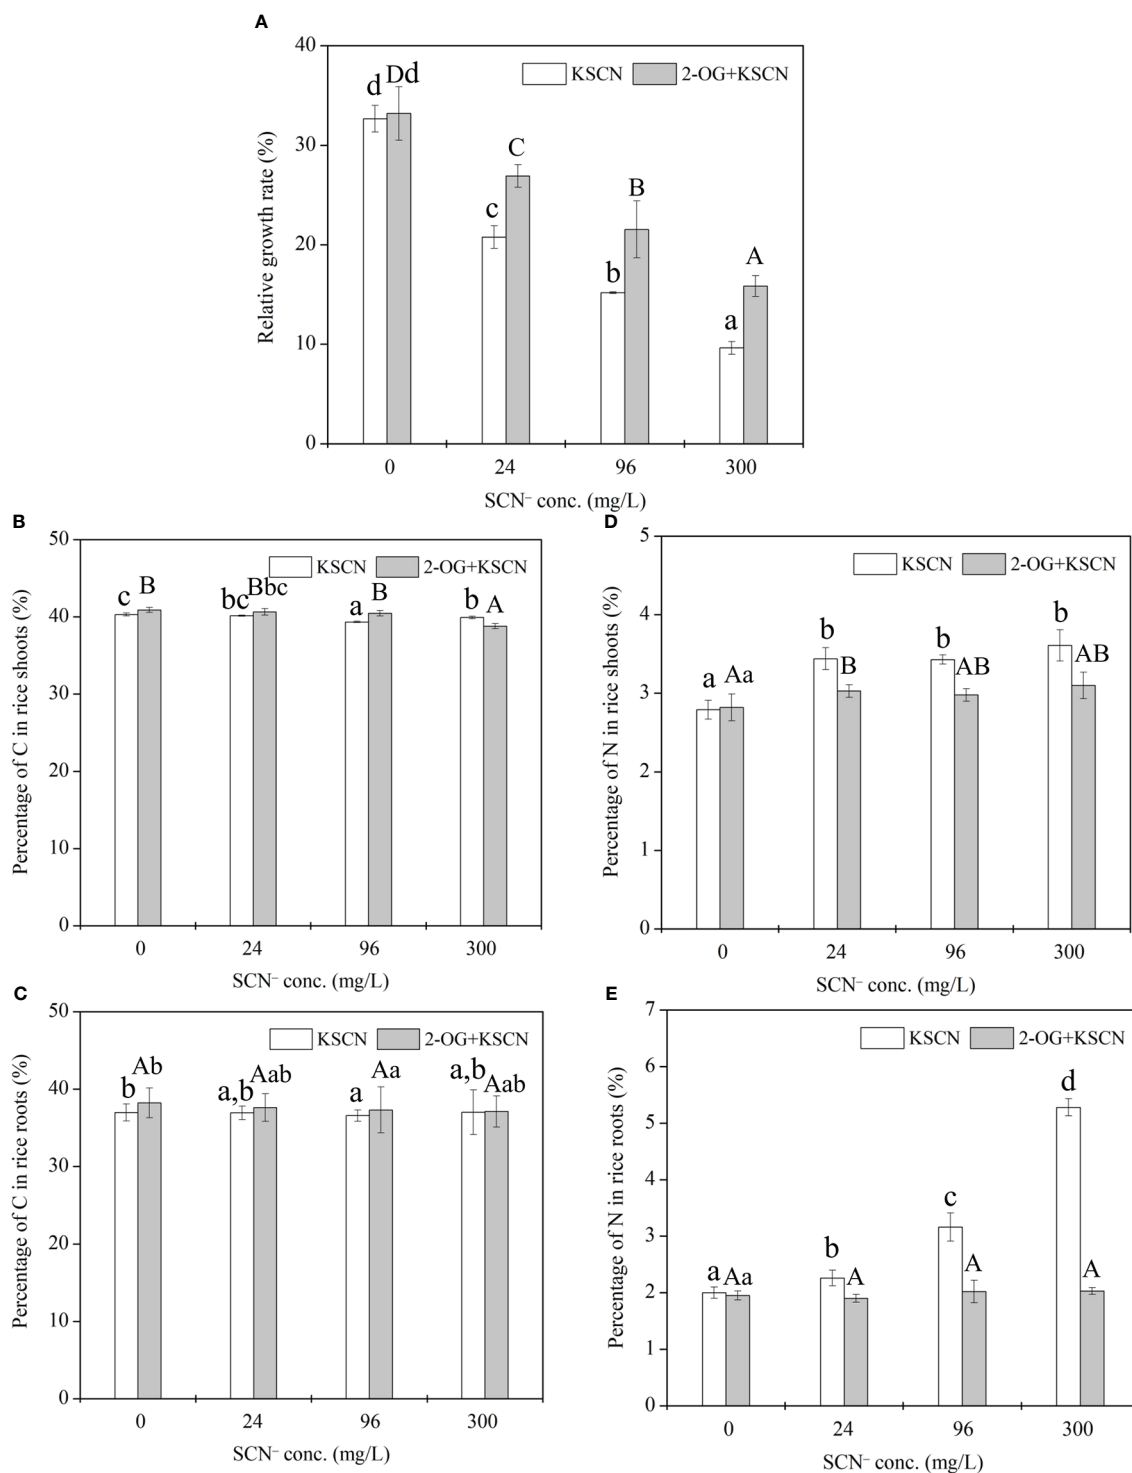 A
40
30
20
10
0
Relative growth rate (%)
KSCN
2-OG+KSCN
d
Dd
c
C
b
B
a
A
0
24
96
300
SCN⁻ conc. (mg/L)
B
50
40
30
20
10
0
Percentage of C in rice shoots (%)
KSCN
2-OG+KSCN
c
B
bc
Bbc
a
B
b
A
0
24
96
300
SCN⁻ conc. (mg/L)
D
5
4
3
2
1
0
Percentage of N in rice shoots (%)
KSCN
2-OG+KSCN
a
Aa
b
B
b
AB
b
AB
0
24
96
300
SCN⁻ conc. (mg/L)
C
50
40
30
20
10
0
Percentage of C in rice roots (%)
KSCN
2-OG+KSCN
b
Ab
a,b
Aab
a
Aa
a,b
Aab
0
24
96
300
SCN⁻ conc. (mg/L)
E
7
6
5
4
3
2
1
0
Percentage of N in rice roots (%)
KSCN
2-OG+KSCN
a
Aa
b
A
c
A
d
A
0
24
96
300
SCN⁻ conc. (mg/L)